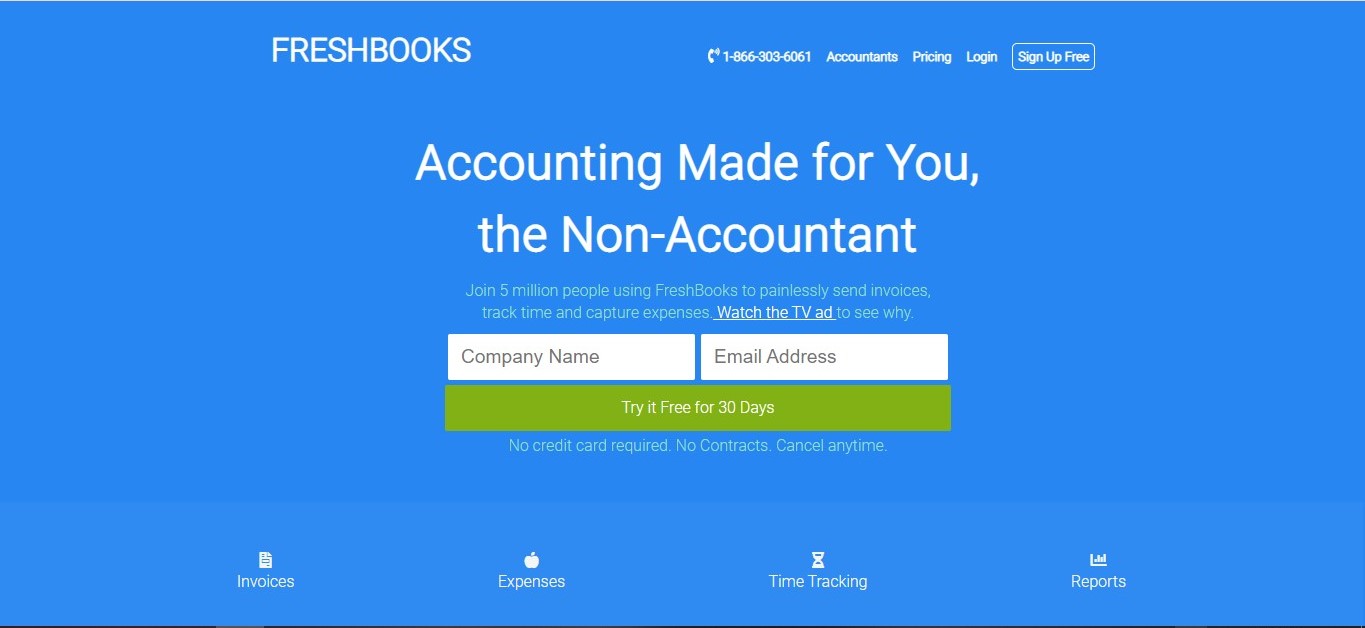 FRESHBOOKS
1-866-303-6061 Accountants Pricing Login Sign Up Free
Accounting Made for You,
the Non-Accountant
Join 5 million people using FreshBooks to painlessly send invoices,
track time and capture expenses. Watch the TV ad to see why.
Company Name Email Address
Try it Free for 30 Days
No credit card required. No Contracts. Cancel anytime.
Invoices Expenses Time Tracking Reports